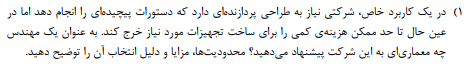 ۱) در یک کاربرد خاص، شرکتی نیاز به طراحی پردازنده‌ای دارد که دستورات پیچیده‌ای را انجام دهد اما در
عین حال تا حد ممکن هزینه‌ی کمی را برای ساخت تجهیزات مورد نیاز خرج کند. به عنوان یک مهندس
چه معماری‌ای به این شرکت پیشنهاد می‌دهید؟ محدودیت‌ها، مزایا و دلیل انتخاب آن را توضیح دهید.